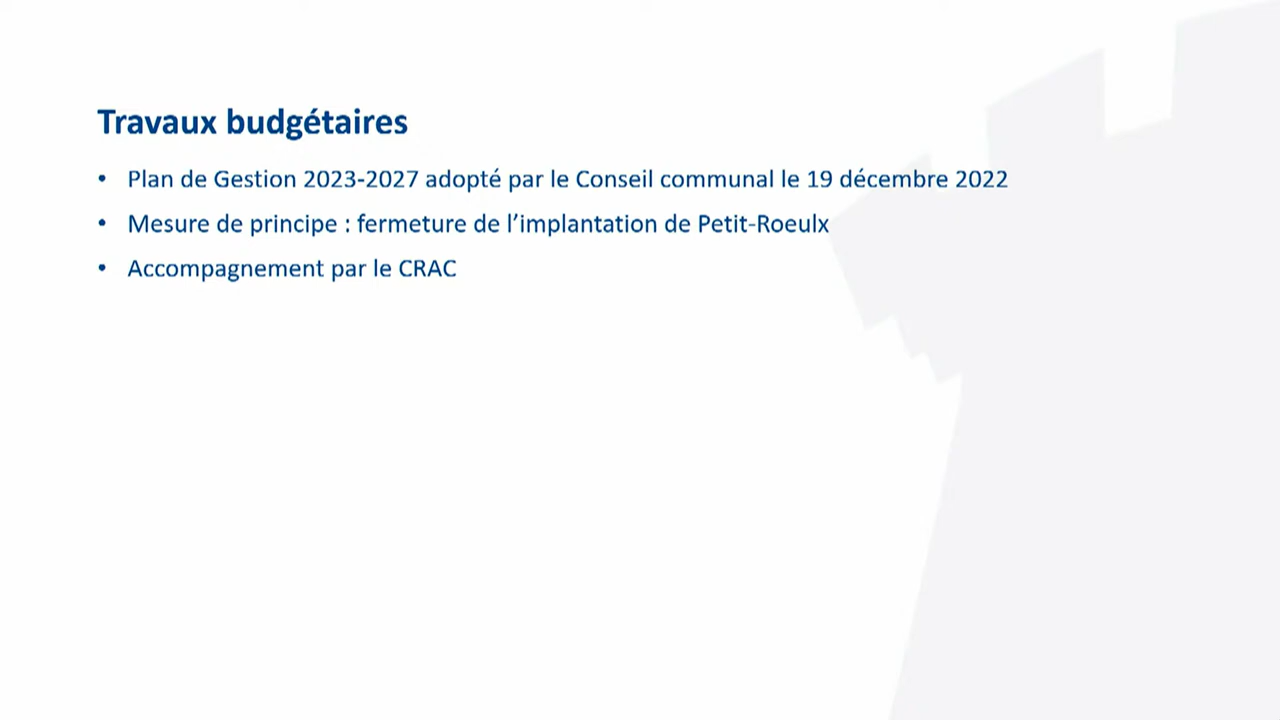 Travaux budgétaires
• Plan de Gestion 2023-2027 adopté par le Conseil communal le 19 décembre 2022
• Mesure de principe : fermeture de l’implantation de Petit-Roeulx
• Accompagnement par le CRAC